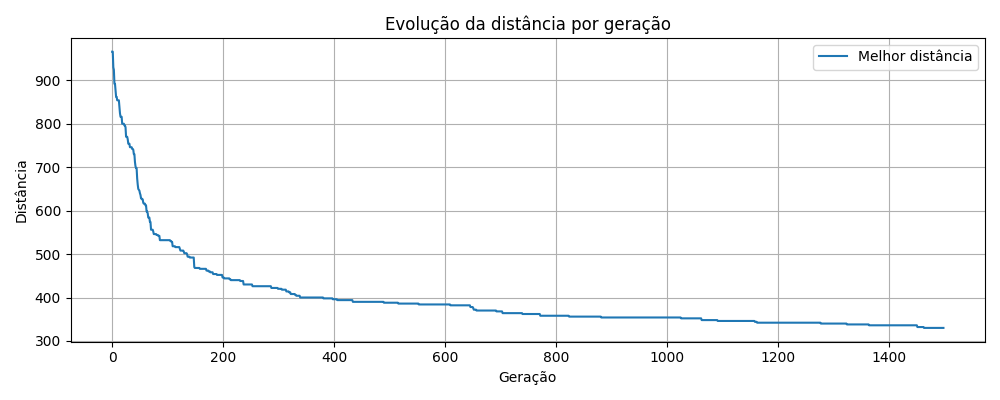 Evolução da distância por geração
Melhor distância
Distância
900
800
700
600
500
400
300
0 200 400 600 800 1000 1200 1400
Geração